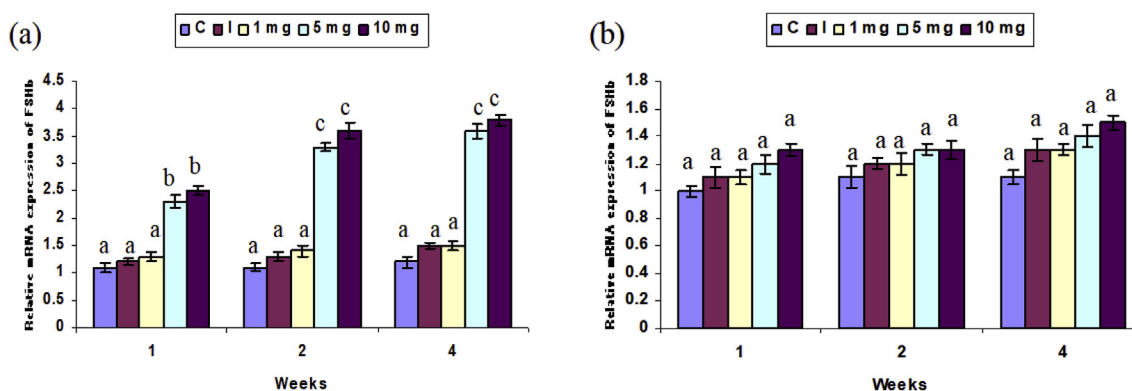 (a)
C I 1 mg 5 mg 10 mg
Relative mRNA expression of FSHb
4.5
4
3.5
3
2.5
2
1.5
1
0.5
0
a a a b b
a a a c c
a a a c c
1 2 4
Weeks
(b)
C I 1 mg 5 mg 10 mg
Relative mRNA expression of FSHb
1.8
1.6
1.4
1.2
1
0.8
0.6
0.4
0.2
0
a a a a a
a a a a a
a a a a a
1 2 4
Weeks